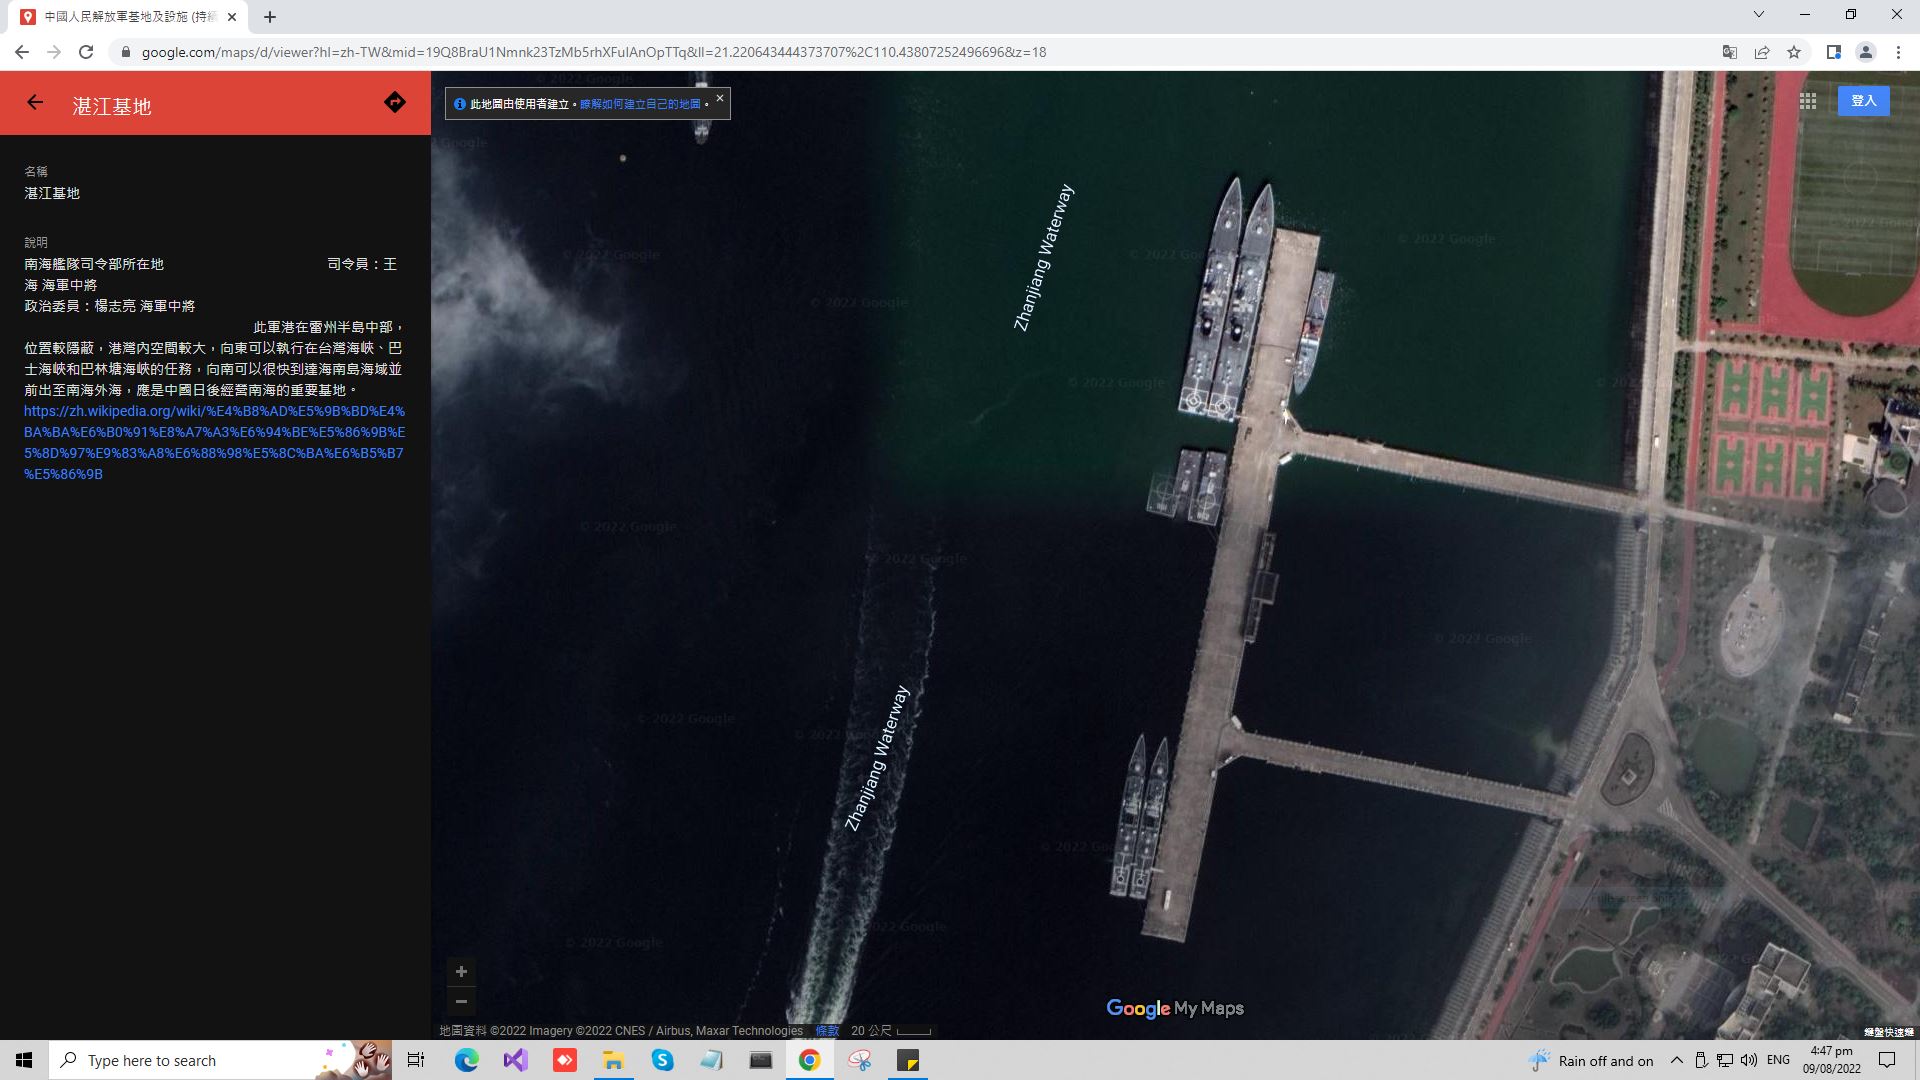 中國人民解放軍基地及設施 (持續
google.com/maps/d/viewer?hl=zh-TW&mid=19Q8BraU1Nmnk23TzMb5rhXFulAnOpTTq&ll=21.220643444373707%2C110.43807252496696&z=18
湛江基地
此地圖由使用者建立。瞭解如何建立自己的地圖。
登入
名稱
湛江基地
說明
南海艦隊司令部所在地 司令員：王
海 海軍中將
政治委員：楊志亮 海軍中將
此軍港在雷州半島中部，
位置較隱蔽，港灣內空間較大，向東可以執行在台灣海峽、巴
士海峽和巴林塘海峽的任務，向南可以很快到達海南島海域並
前出至南海外海，應是中國日後經營南海的重要基地。
https://zh.wikipedia.org/wiki/%E4%B8%AD%E5%9B%BD%E4%
BA%BA%E6%B0%91%E8%A7%A3%E6%94%BE%E5%86%9B%E
5%8D%97%E9%83%A8%E6%88%98%E5%8C%BA%E6%B5%B7
%E5%86%9B
Zhanjiang Waterway
Zhanjiang Waterway
Google My Maps
地圖資料 ©2022 Imagery ©2022 CNES / Airbus, Maxar Technologies 條款 20 公尺
鍵盤快速鍵
Type here to search
Rain off and on
ENG
4:47 pm
09/08/2022